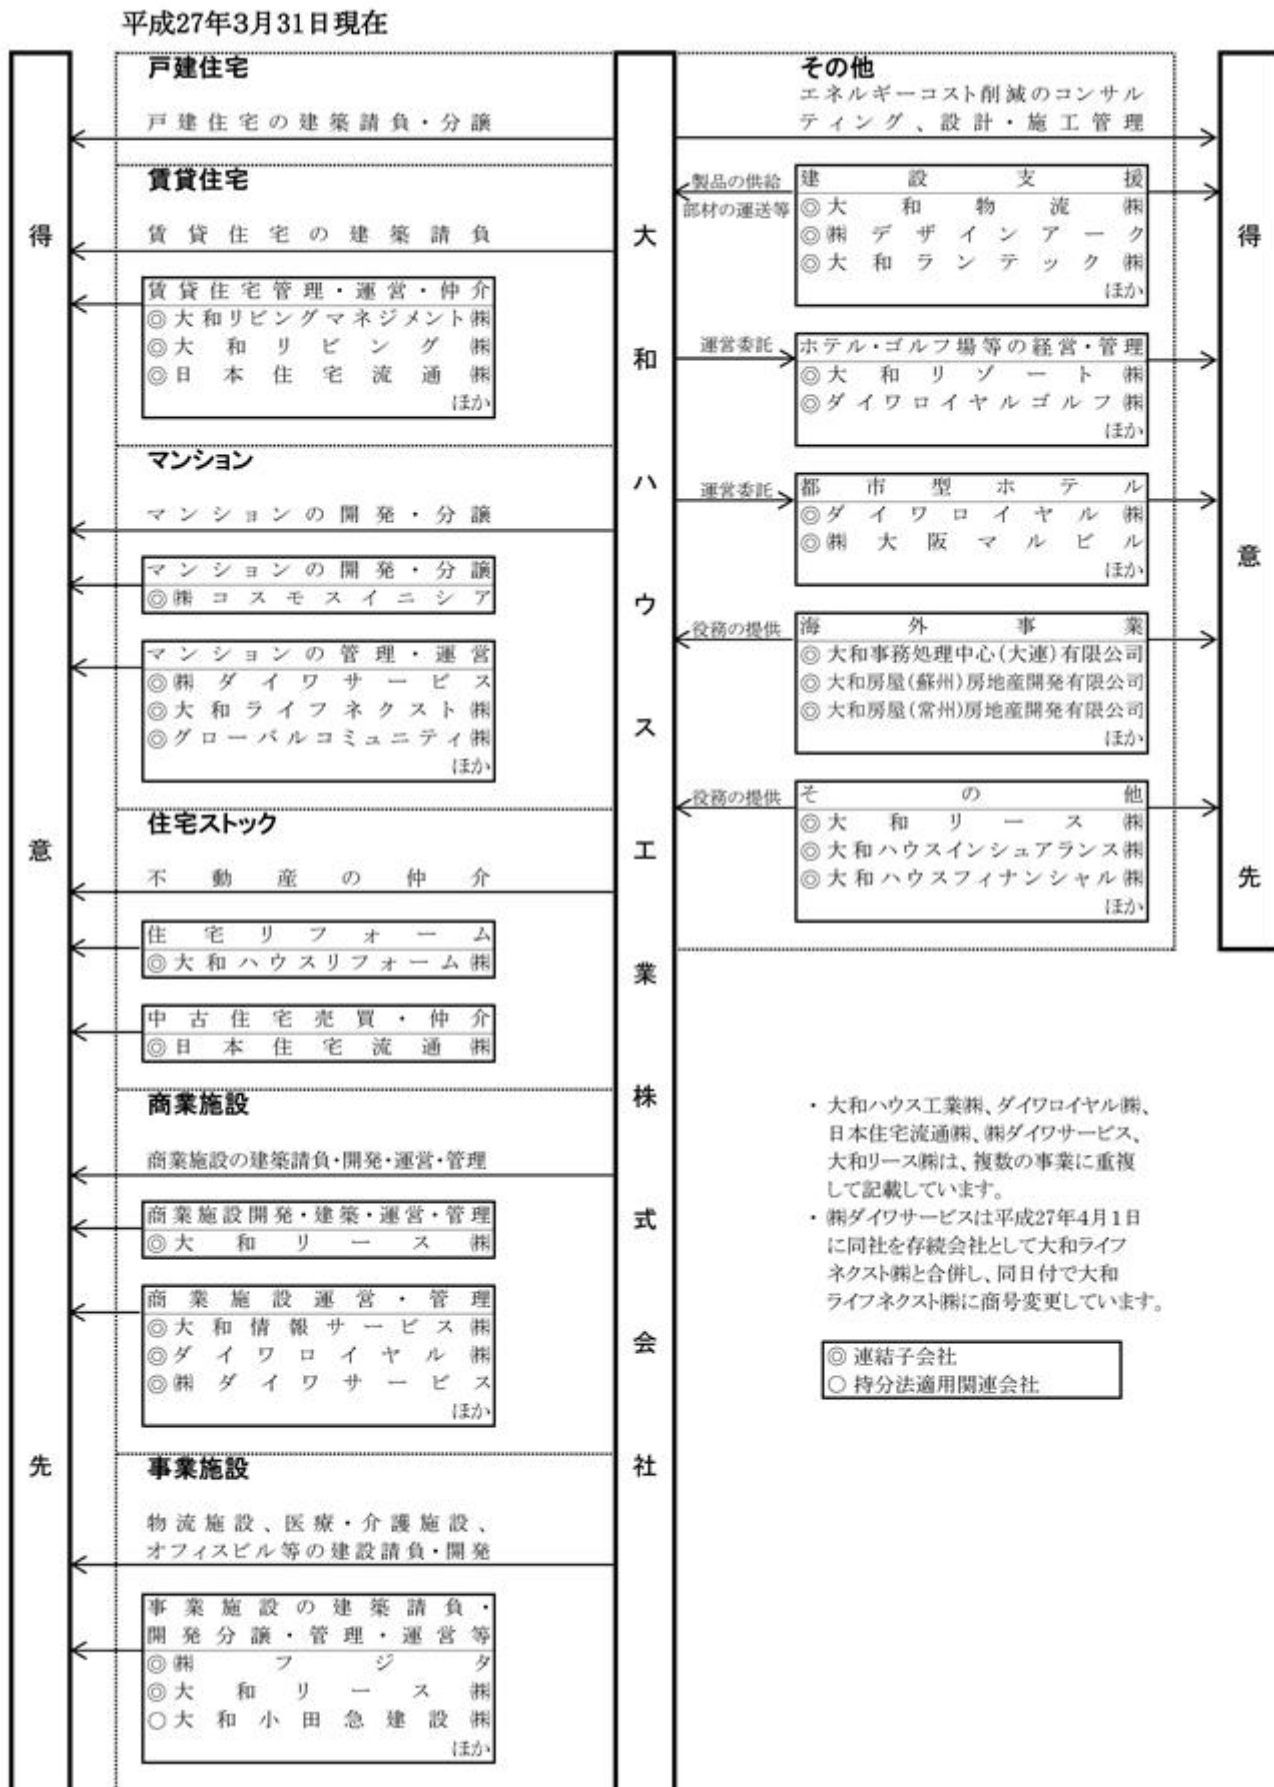 平成27年3月31日現在
得意先
戸建住宅
戸建住宅の建築請負・分譲
賃貸住宅
賃貸住宅の建築請負
賃貸住宅管理・運営・仲介
◎大和リビングマネジメント㈱
◎大和リビング㈱
◎日本住宅流通㈱
ほか
マンション
マンションの開発・分譲
マンションの開発・分譲
◎㈱コスモスイニシア
マンションの管理・運営
◎㈱ダイワサービス
◎大和ライフネクスト㈱
◎グローバルコミュニティ㈱
ほか
住宅ストック
不動産の仲介
住宅リフォーム
◎大和ハウスリフォーム㈱
中古住宅売買・仲介
◎日本住宅流通㈱
商業施設
商業施設の建築請負・開発・運営・管理
商業施設開発・建築・運営・管理
◎大和リース㈱
商業施設運営・管理
◎大和情報サービス㈱
◎ダイワロイヤル㈱
◎㈱ダイワサービス
ほか
事業施設
物流施設、医療・介護施設、
オフィスビル等の建設請負・開発
事業施設の建築請負・
開発分譲・管理・運営等
◎㈱フジタ
◎大和リース㈱
○大和小田急建設㈱
ほか
大和ハウス工業株式会社
その他
エネルギーコスト削減のコンサル
ティング、設計・施工管理
製品の供給
部材の運送等
建設支援
◎大和物流㈱
◎㈱デザインアーク
◎大和ランテック㈱
ほか
運営委託
ホテル・ゴルフ場等の経営・管理
◎大和リゾート㈱
◎ダイワロイヤルゴルフ㈱
ほか
運営委託
都市型ホテル
◎ダイワロイヤル㈱
◎㈱大阪マルビル
ほか
役務の提供
海外事業
◎大和事務処理中心(大連)有限公司
◎大和房屋(蘇州)房地産開発有限公司
◎大和房屋(常州)房地産開発有限公司
ほか
役務の提供
その他
◎大和リース㈱
◎大和ハウスインシュアランス㈱
◎大和ハウスフィナンシャル㈱
ほか
得意先
・大和ハウス工業㈱、ダイワロイヤル㈱、
日本住宅流通㈱、㈱ダイワサービス、
大和リース㈱は、複数の事業に重複
して記載しています。
・㈱ダイワサービスは平成27年4月1日
に同社を存続会社として大和ライフ
ネクスト㈱と合併し、同日付で大和
ライフネクスト㈱に商号変更しています。
◎ 連結子会社
○ 持分法適用関連会社